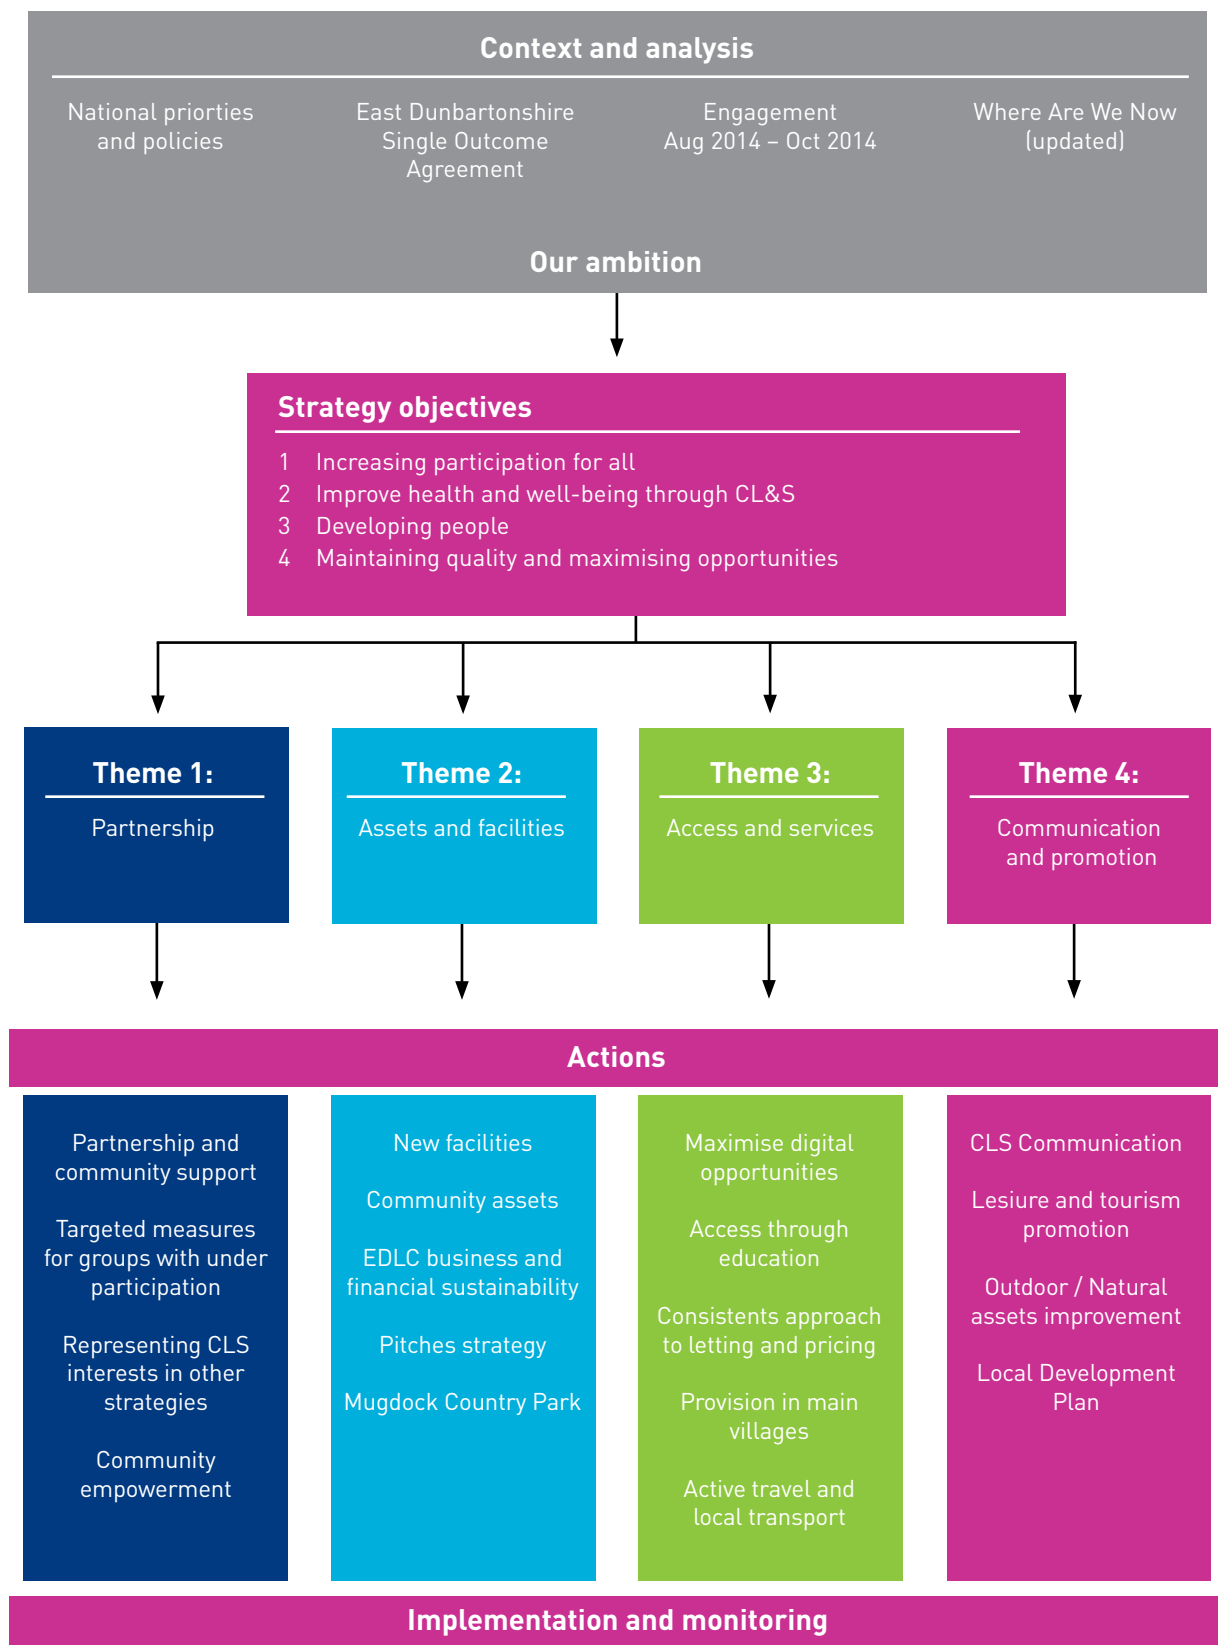 Context and analysis
National priorties
and policies
East Dunbartonshire
Single Outcome
Agreement
Engagement
Aug 2014 – Oct 2014
Where Are We Now
(updated)
Our ambition
Strategy objectives
1 Increasing participation for all
2 Improve health and well-being through CL&S
3 Developing people
4 Maintaining quality and maximising opportunities
Theme 1:
Partnership
Theme 2:
Assets and facilities
Theme 3:
Access and services
Theme 4:
Communication
and promotion
Actions
Partnership and
community support
Targeted measures
for groups with under
participation
Representing CLS
interests in other
strategies
Community
empowerment
New facilities
Community assets
EDLC business and
financial sustainability
Pitches strategy
Mugdock Country Park
Maximise digital
opportunities
Access through
education
Consistents approach
to letting and pricing
Provision in main
villages
Active travel and
local transport
CLS Communication
Lesiure and tourism
promotion
Outdoor / Natural
assets improvement
Local Development
Plan
Implementation and monitoring